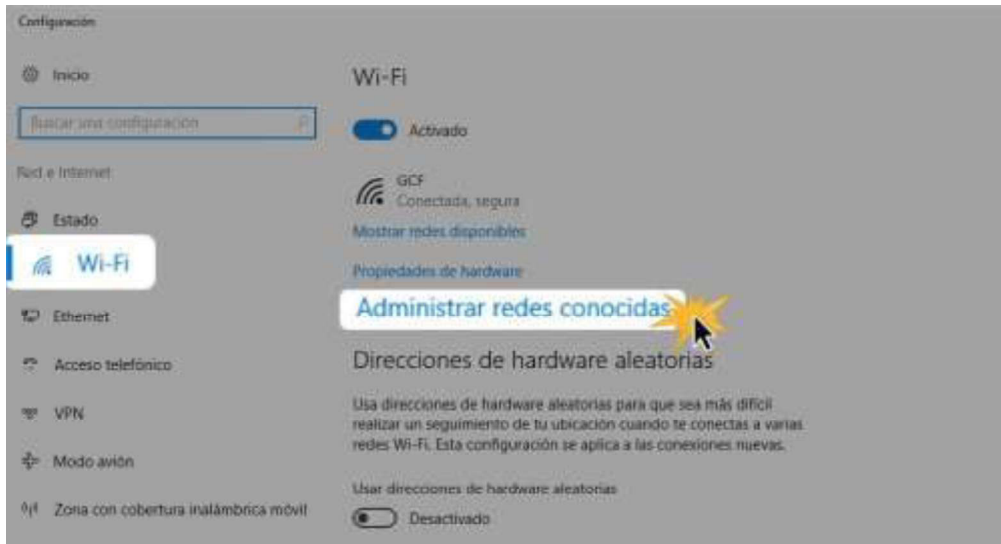 Configuración
Inicio
Buscar una configuración
Red e Internet
Estado
Wi-Fi
Ethernet
Acceso telefónico
VPN
Modo avión
Zona con cobertura inalámbrica móvil
Wi-Fi
Activado
GCF
Conectada, segura
Mostrar redes disponibles
Propiedades de hardware
Administrar redes conocidas
Direcciones de hardware aleatorias
Usa direcciones de hardware aleatorias para que sea más difícil
realizar un seguimiento de tu ubicación cuando te conectas a varias
redes Wi-Fi. Esta configuración se aplica a las conexiones nuevas.
Usar direcciones de hardware aleatorias
Desactivado